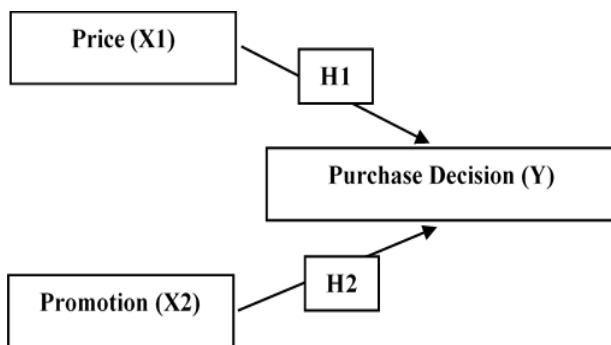 Price (X1)
H1
Purchase Decision (Y)
H2
Promotion (X2)